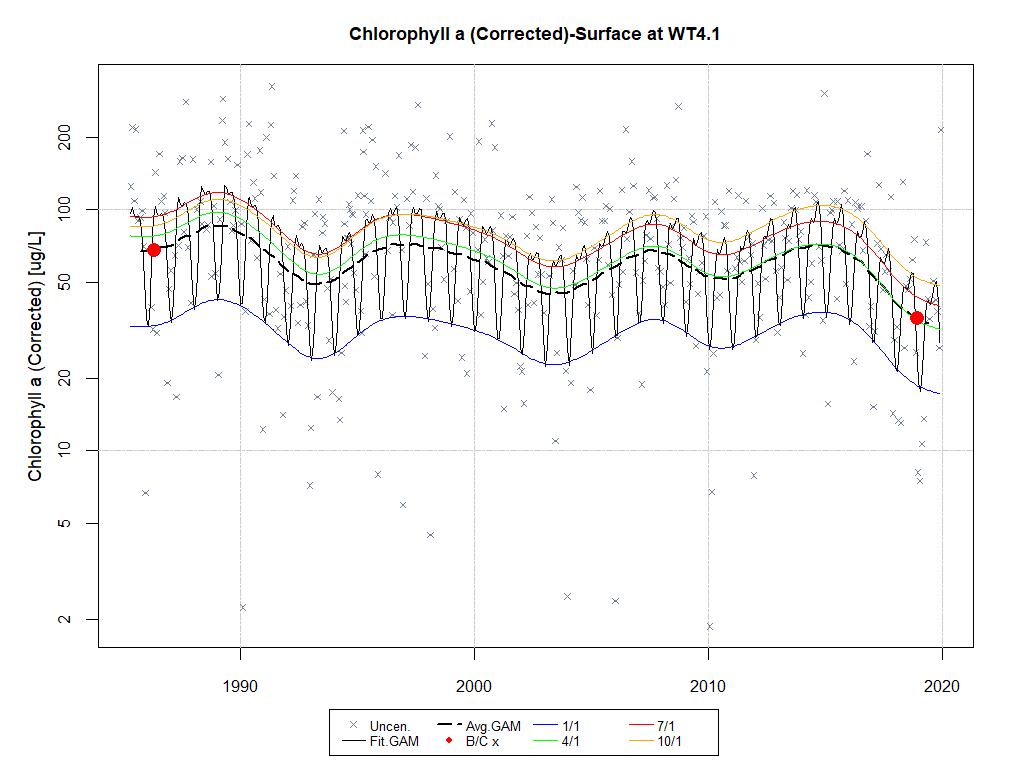 Chlorophyll a (Corrected)-Surface at WT4.1
Chlorophyll a (Corrected) [ug/L]
200
100
50
20
10
5
2
1990 2000 2010 2020
Uncen. Avg.GAM 1/1 7/1
Fit.GAM B/C x 4/1 10/1